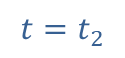 t = t₂